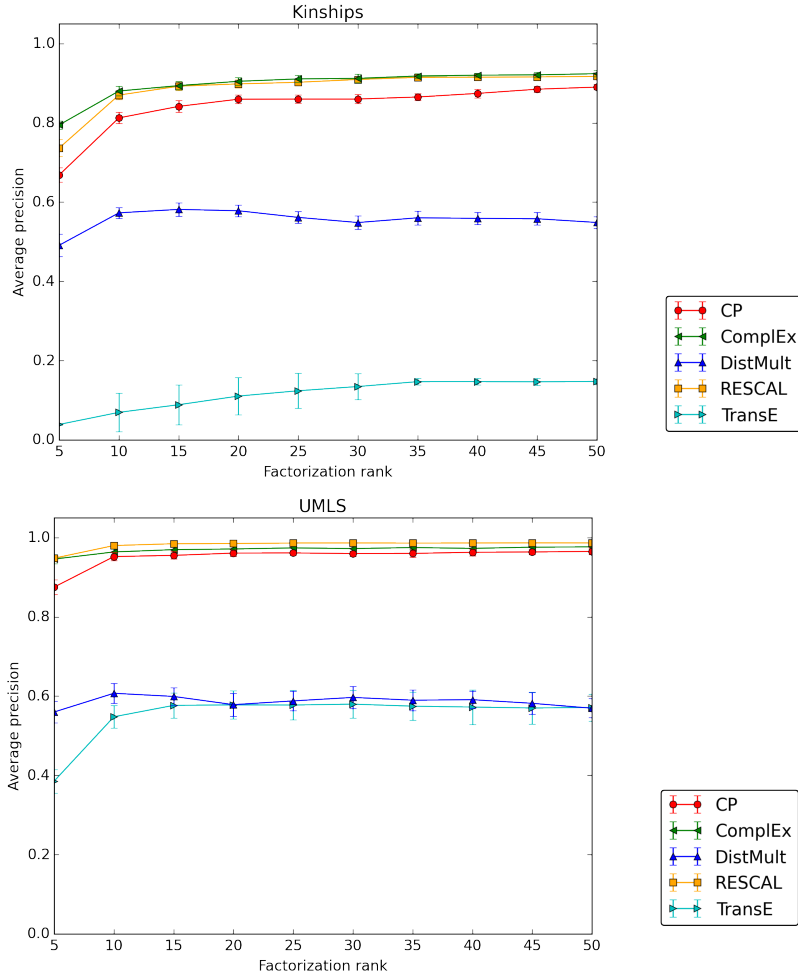 Kinships
1.0
0.8
0.6
0.4
0.2
0.0
Average precision
5 10 15 20 25 30 35 40 45 50
Factorization rank
CP
ComplEx
DistMult
RESCAL
TransE
UMLS
1.0
0.8
0.6
0.4
0.2
0.0
Average precision
5 10 15 20 25 30 35 40 45 50
Factorization rank
CP
ComplEx
DistMult
RESCAL
TransE